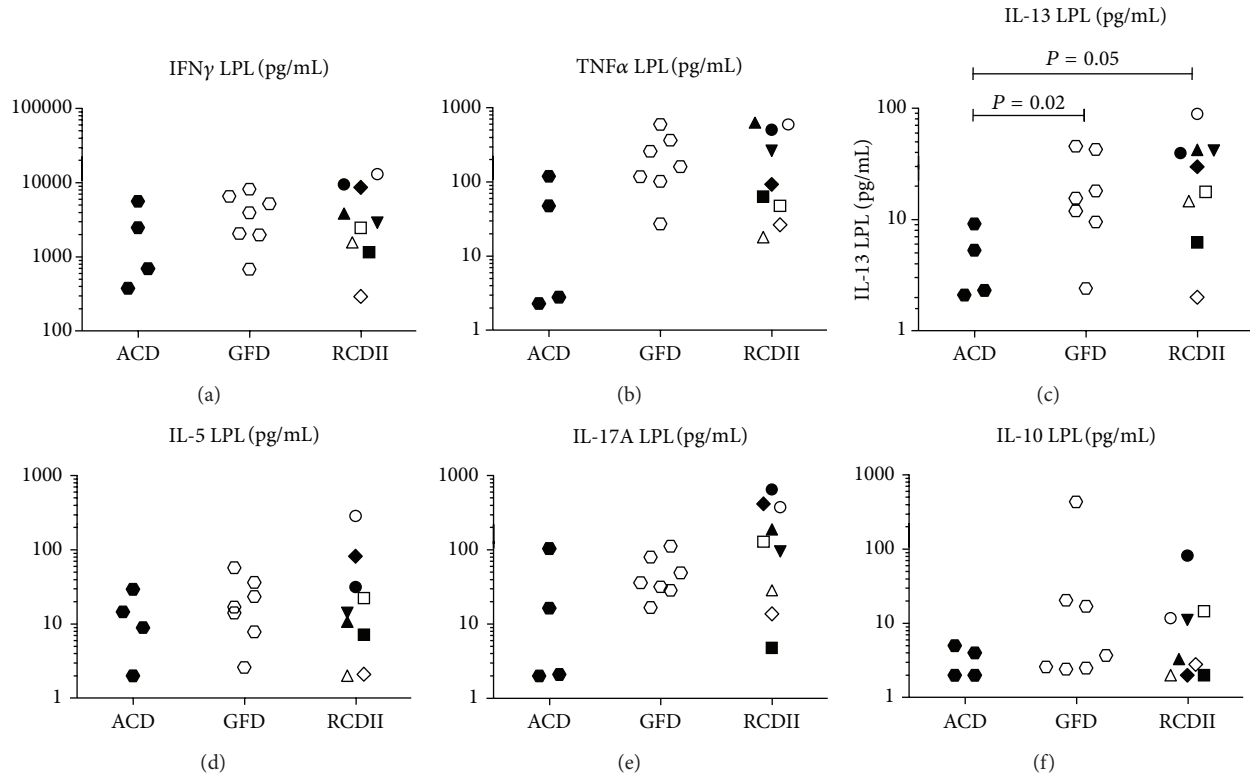 IFNγ LPL (pg/mL)
100000
10000
1000
100
ACD GFD RCDII
(a)
TNFα LPL (pg/mL)
1000
100
10
1
ACD GFD RCDII
(b)
IL-13 LPL (pg/mL)
P = 0.05
P = 0.02
IL-13 LPL (pg/mL)
100
10
1
ACD GFD RCDII
(c)
IL-5 LPL (pg/mL)
1000
100
10
1
ACD GFD RCDII
(d)
IL-17A LPL (pg/mL)
1000
100
10
1
ACD GFD RCDII
(e)
IL-10 LPL (pg/mL)
1000
100
10
1
ACD GFD RCDII
(f)